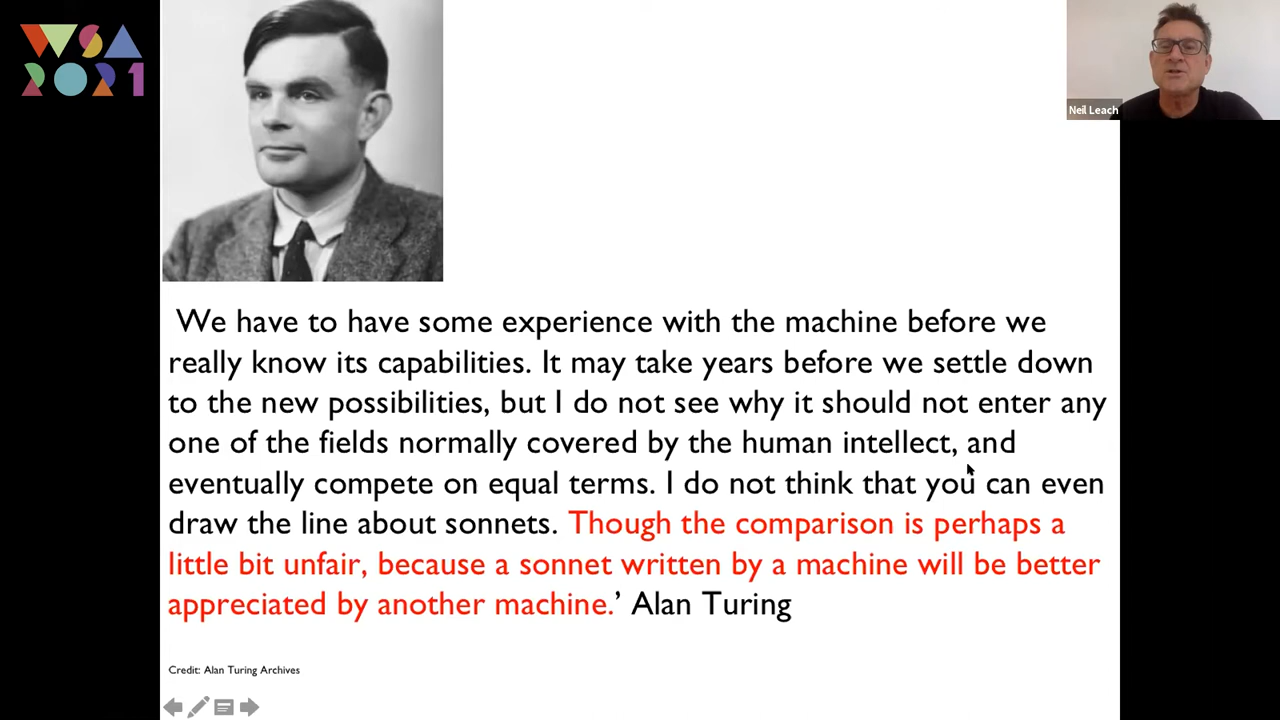 WSA
2021
Neil Leach
We have to have some experience with the machine before we
really know its capabilities. It may take years before we settle down
to the new possibilities, but I do not see why it should not enter any
one of the fields normally covered by the human intellect, and
eventually compete on equal terms. I do not think that you can even
draw the line about sonnets. Though the comparison is perhaps a
little bit unfair, because a sonnet written by a machine will be better
appreciated by another machine.’ Alan Turing
Credit: Alan Turing Archives